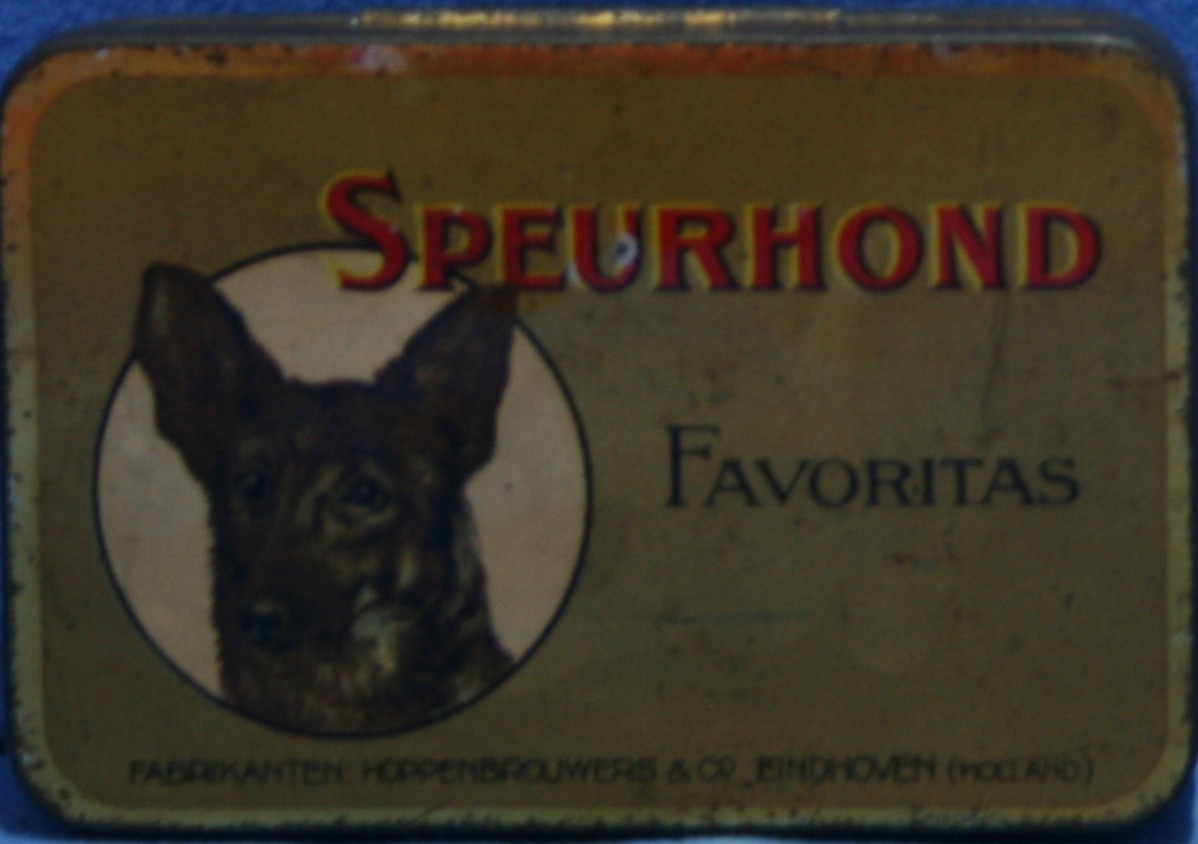 SPEURHOND
FAVORITAS
FABRIKANTEN: HOPPENBROUWERS & CO. EINDHOVEN (HOLLAND)